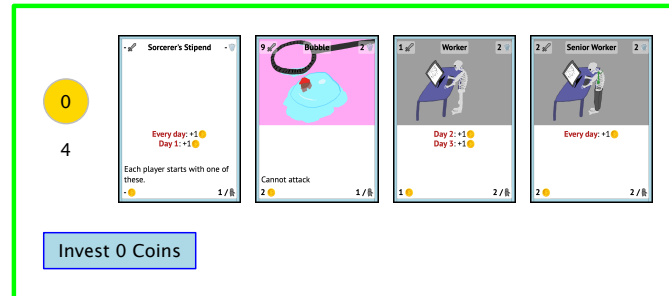 0
4
- Sorcerer's Stipend -
Every day: +1
Day 1: +1
Each player starts with one of
these.
- 1 /
9 Bubble 2
Cannot attack
2 1 /
1 Worker 2
Day 2: +1
Day 3: +1
1 2 /
2 Senior Worker 2
Every day: +1
2 2 /
Invest 0 Coins